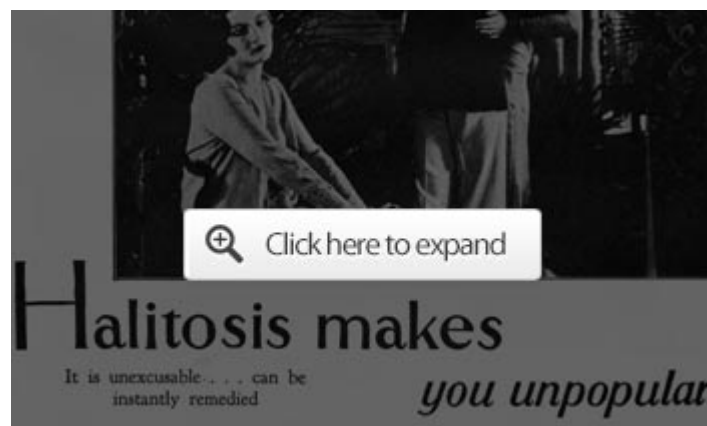 Click here to expand
Halitosis makes
It is unexcusable . . . can be
instantly remedied
you unpopular